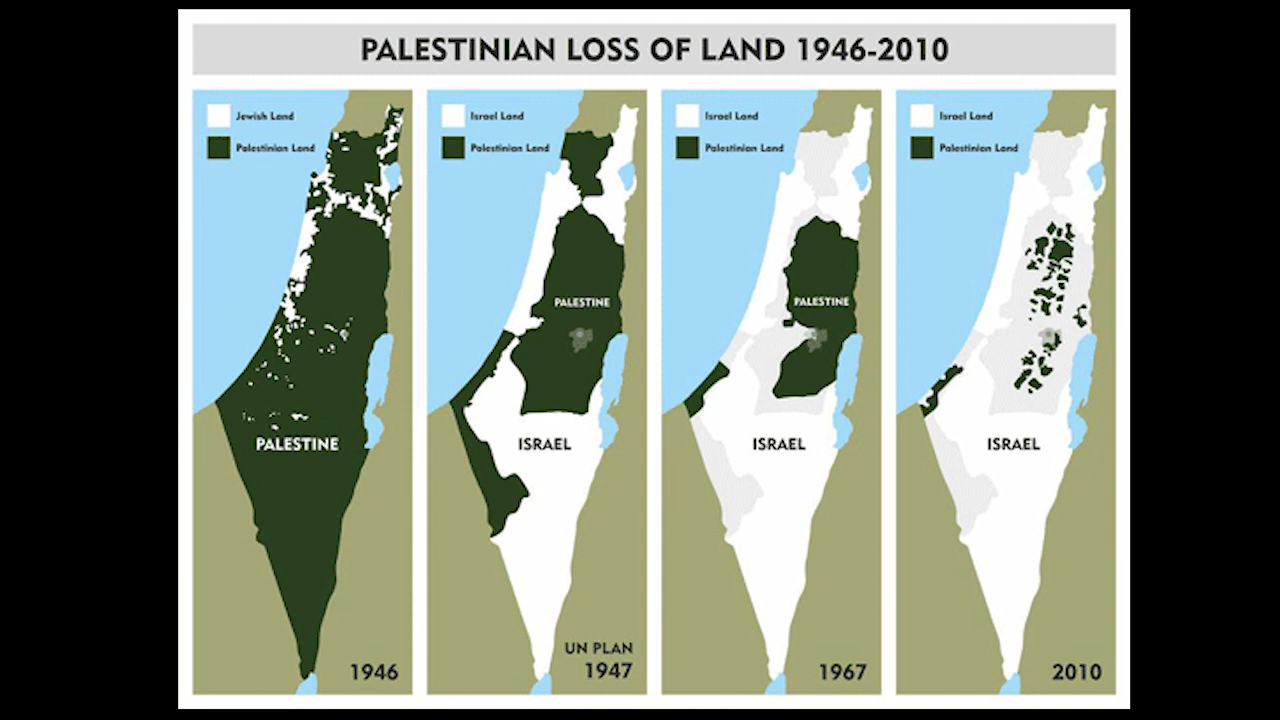 PALESTINIAN LOSS OF LAND 1946-2010
Jewish Land
Palestinian Land
PALESTINE
1946
Israel Land
Palestinian Land
PALESTINE
ISRAEL
UN PLAN
1947
Israel Land
Palestinian Land
PALESTINE
ISRAEL
1967
Israel Land
Palestinian Land
ISRAEL
2010